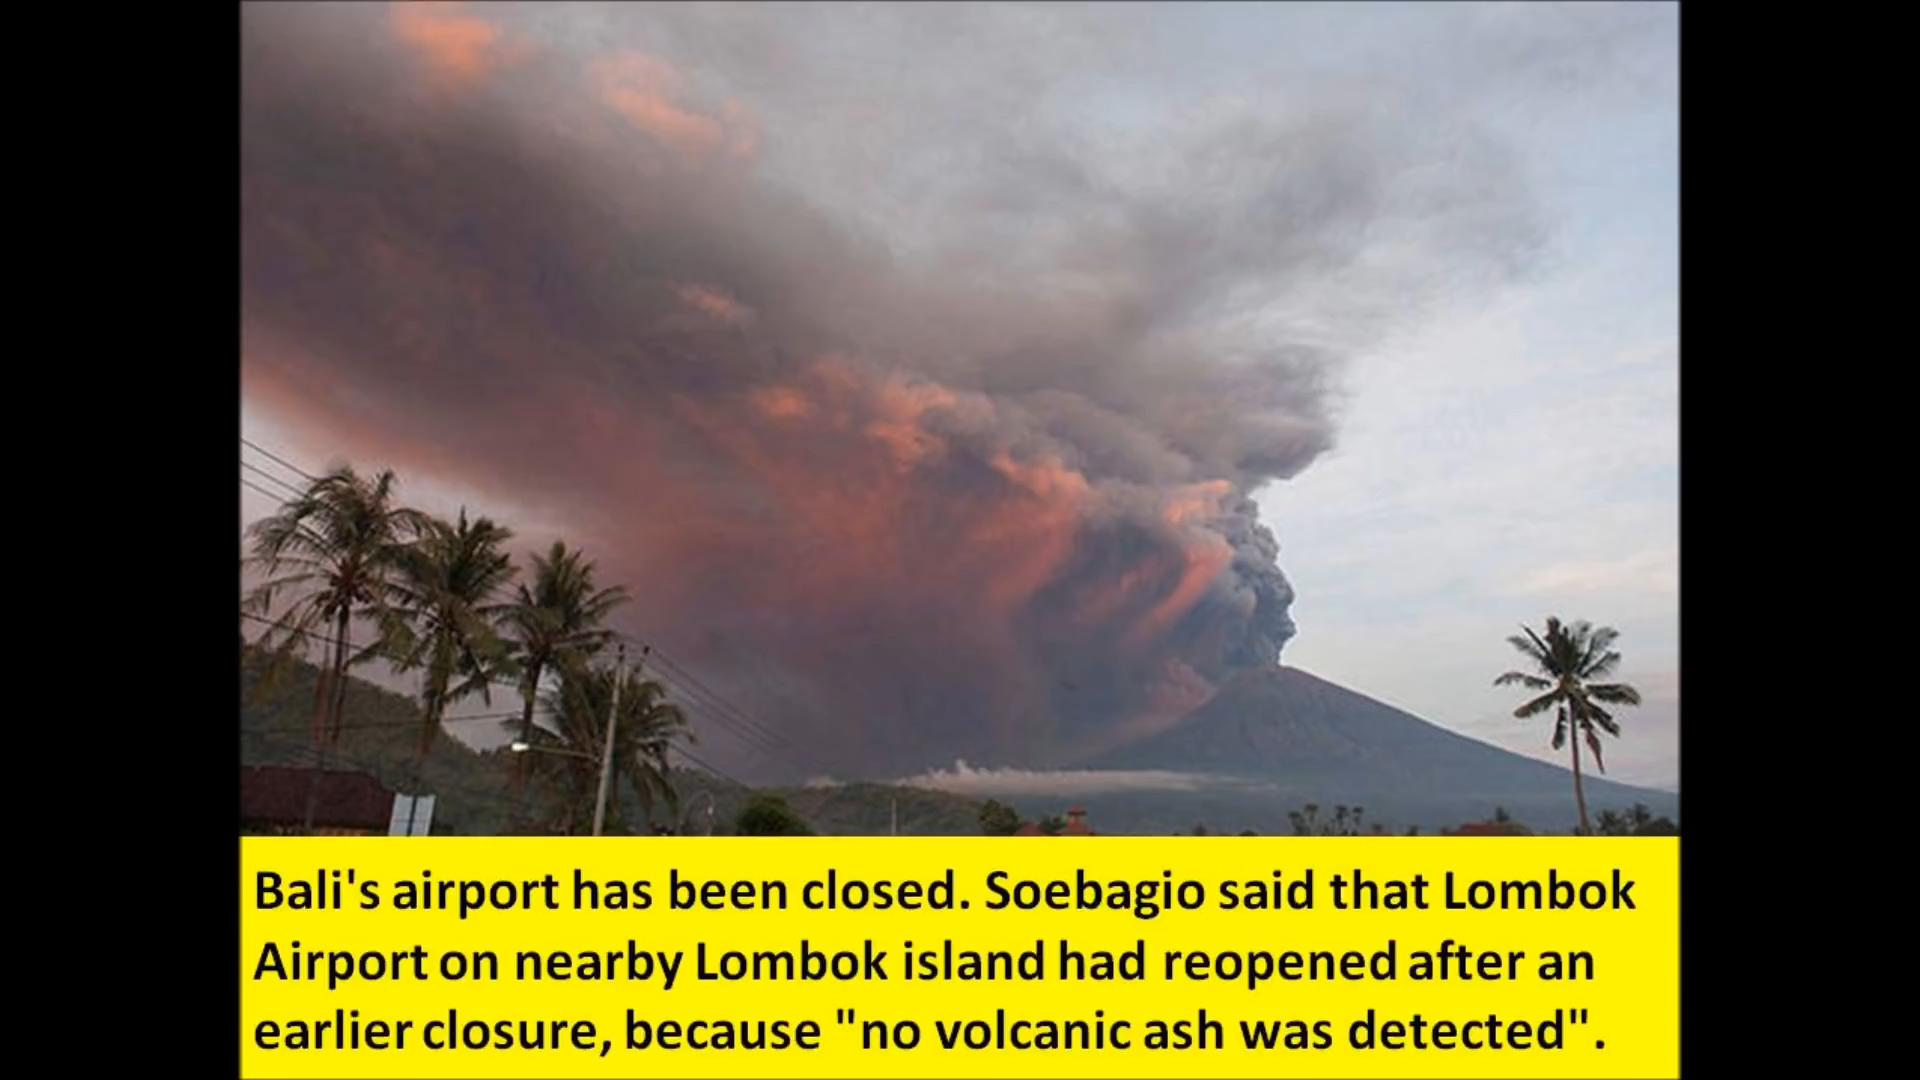 Bali's airport has been closed. Soebagio said that Lombok
Airport on nearby Lombok island had reopened after an
earlier closure, because "no volcanic ash was detected".